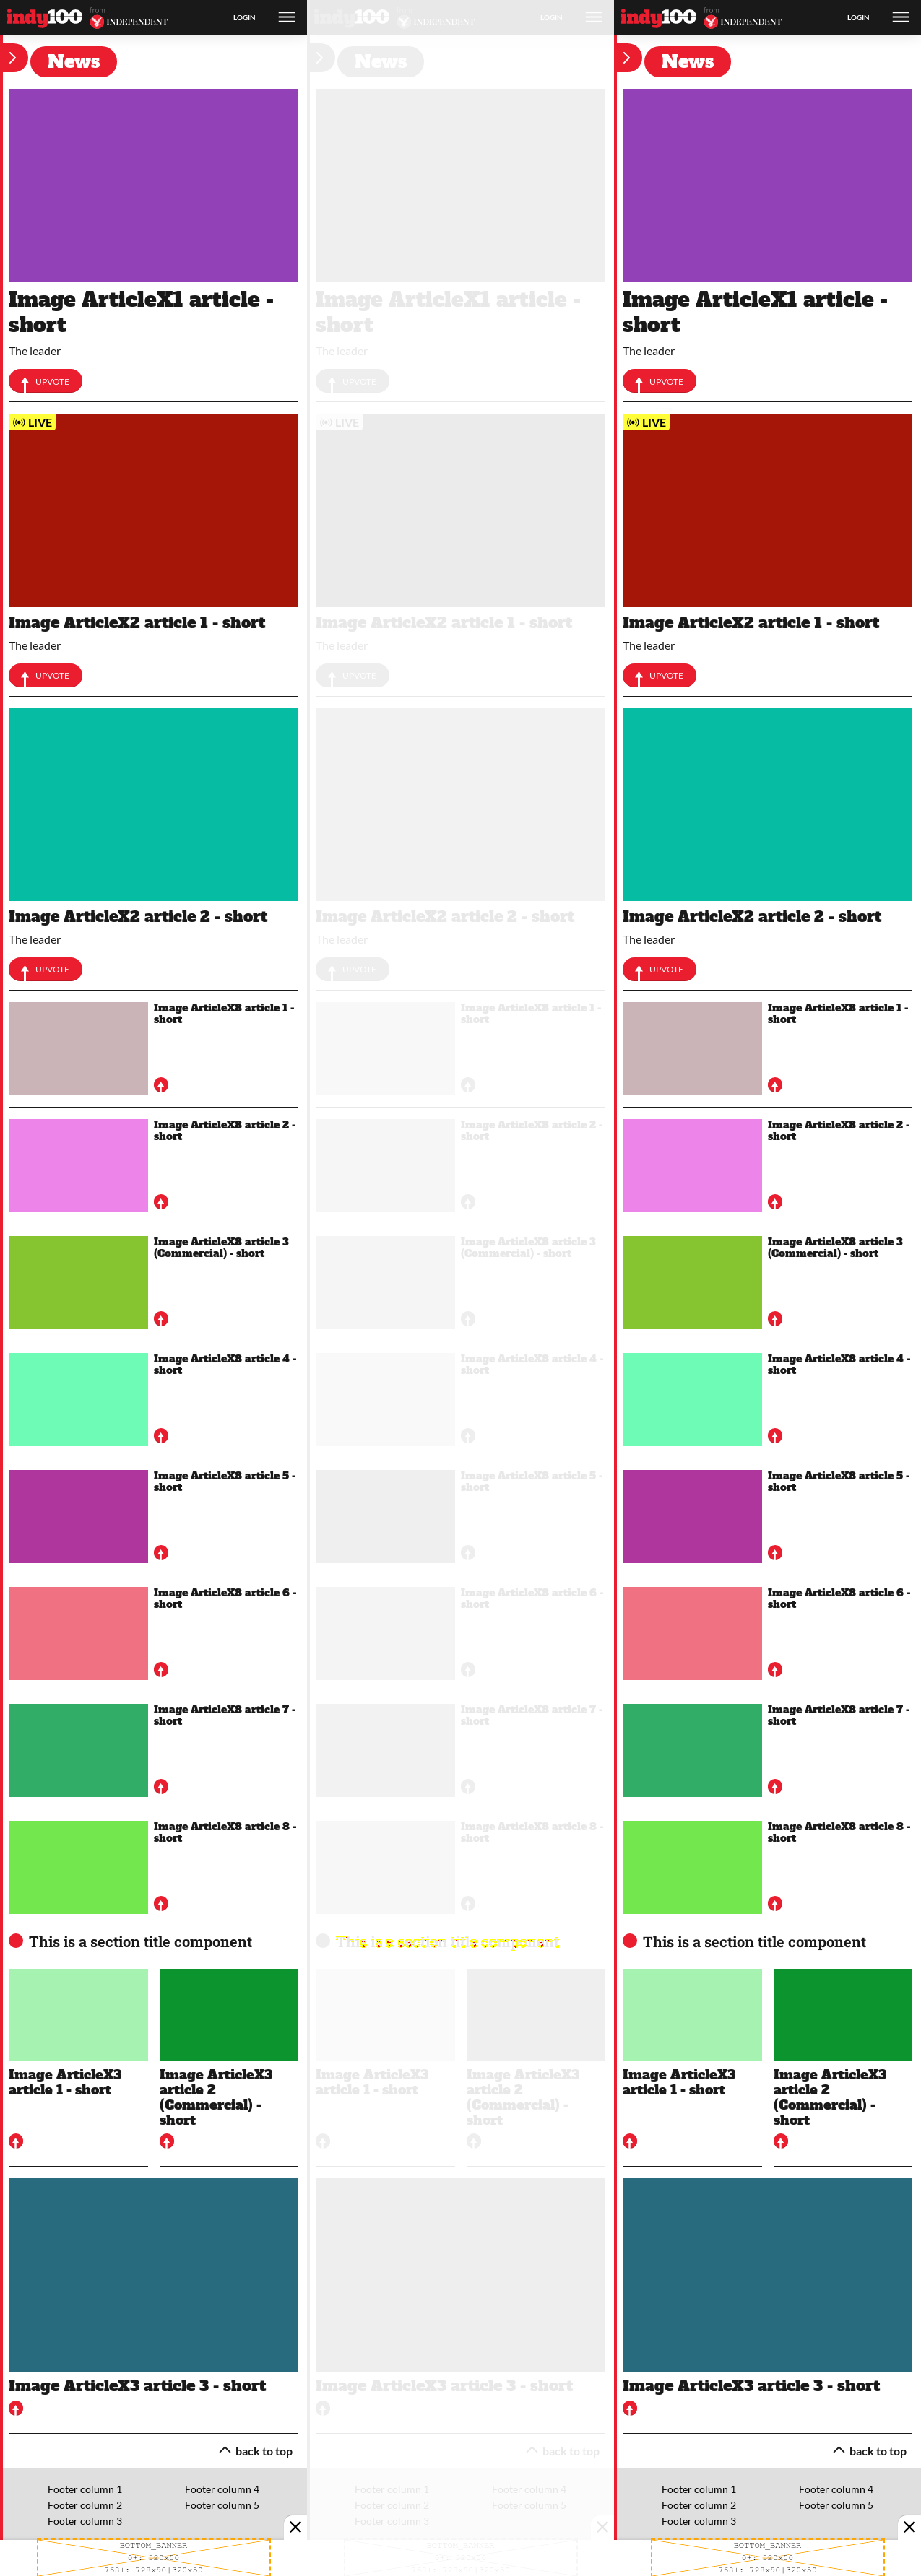 indy100
from
INDEPENDENT
LOGIN
News
Image ArticleX1 article -
short
The leader
UPVOTE
LIVE
Image ArticleX2 article 1 - short
The leader
UPVOTE
Image ArticleX2 article 2 - short
The leader
UPVOTE
Image ArticleX8 article 1 -
short
Image ArticleX8 article 2 -
short
Image ArticleX8 article 3
(Commercial) - short
Image ArticleX8 article 4 -
short
Image ArticleX8 article 5 -
short
Image ArticleX8 article 6 -
short
Image ArticleX8 article 7 -
short
Image ArticleX8 article 8 -
short
This is a section title component
Image ArticleX3
article 1 - short
Image ArticleX3
article 2
(Commercial) -
short
Image ArticleX3 article 3 - short
back to top
Footer column 1
Footer column 2
Footer column 3
Footer column 4
Footer column 5
BOTTOM_BANNER
0+: 320x50
768+: 728x90|320x50
indy100
from
INDEPENDENT
LOGIN
News
Image ArticleX1 article -
short
The leader
UPVOTE
LIVE
Image ArticleX2 article 1 - short
The leader
UPVOTE
Image ArticleX2 article 2 - short
The leader
UPVOTE
Image ArticleX8 article 1 -
short
Image ArticleX8 article 2 -
short
Image ArticleX8 article 3
(Commercial) - short
Image ArticleX8 article 4 -
short
Image ArticleX8 article 5 -
short
Image ArticleX8 article 6 -
short
Image ArticleX8 article 7 -
short
Image ArticleX8 article 8 -
short
This is a section title component
Image ArticleX3
article 1 - short
Image ArticleX3
article 2
(Commercial) -
short
Image ArticleX3 article 3 - short
back to top
Footer column 1
Footer column 2
Footer column 3
Footer column 4
Footer column 5
indy100
from
INDEPENDENT
LOGIN
News
Image ArticleX1 article -
short
The leader
UPVOTE
LIVE
Image ArticleX2 article 1 - short
The leader
UPVOTE
Image ArticleX2 article 2 - short
The leader
UPVOTE
Image ArticleX8 article 1 -
short
Image ArticleX8 article 2 -
short
Image ArticleX8 article 3
(Commercial) - short
Image ArticleX8 article 4 -
short
Image ArticleX8 article 5 -
short
Image ArticleX8 article 6 -
short
Image ArticleX8 article 7 -
short
Image ArticleX8 article 8 -
short
This is a section title component
Image ArticleX3
article 1 - short
Image ArticleX3
article 2
(Commercial) -
short
Image ArticleX3 article 3 - short
back to top
Footer column 1
Footer column 2
Footer column 3
Footer column 4
Footer column 5
BOTTOM_BANNER
0+: 320x50
768+: 728x90|320x50